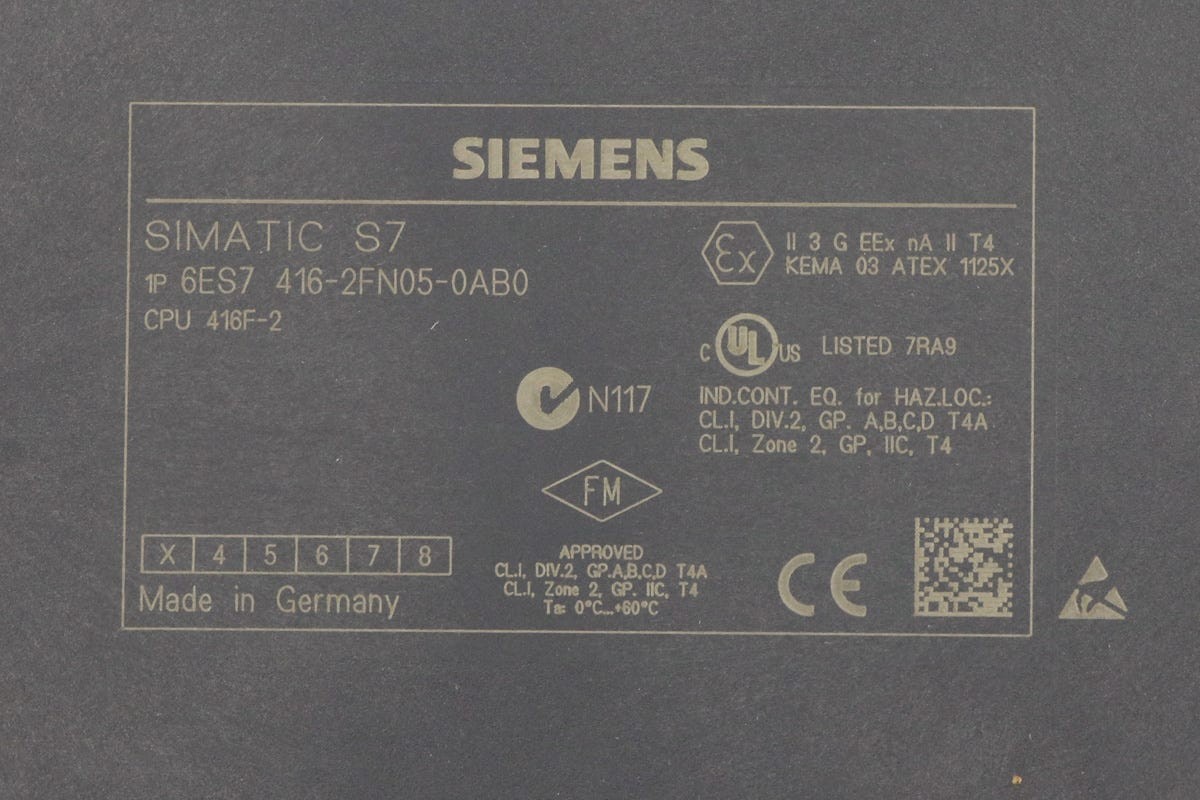 SIEMENS
SIMATIC S7
1P 6ES7 416-2FN05-0AB0
CPU 416F-2
Ex II 3 G EEx nA II T4
KEMA 03 ATEX 1125X
C UL US LISTED 7RA9
N117
IND.CONT. EQ. for HAZ.LOC.:
CL.I, DIV.2, GP. A,B,C,D T4A
CL.I, Zone 2, GP, IIC, T4
FM
APPROVED
CL.I, DIV.2, GP.A,B,C,D T4A
CL.I, Zone 2, GP. IIC, T4
Ta: 0°C...+60°C
X 4 5 6 7 8
Made in Germany
CE